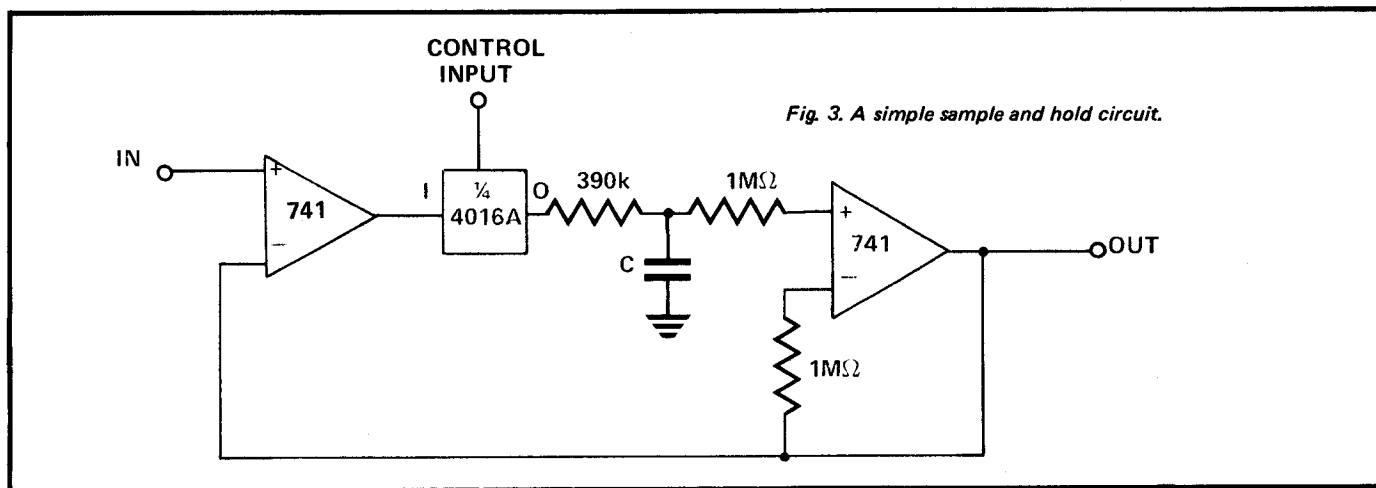 CONTROL
INPUT
Fig. 3. A simple sample and hold circuit.
IN
+
−
741
I
¼
4016A
O
390k
1MΩ
C
+
−
741
OUT
1MΩ